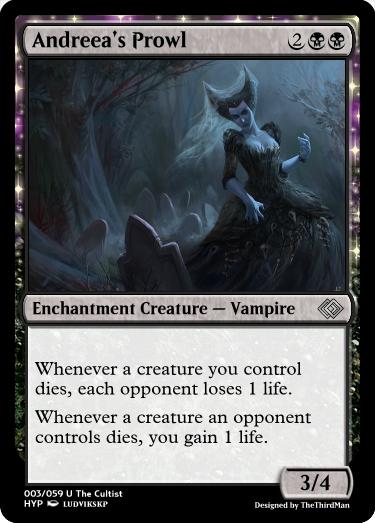 Andreea's Prowl 2
Enchantment Creature — Vampire
Whenever a creature you control
dies, each opponent loses 1 life.
Whenever a creature an opponent
controls dies, you gain 1 life.
3/4
003/059 U The Cultist
HYP LUDVIKSKP
Designed by TheThirdMan